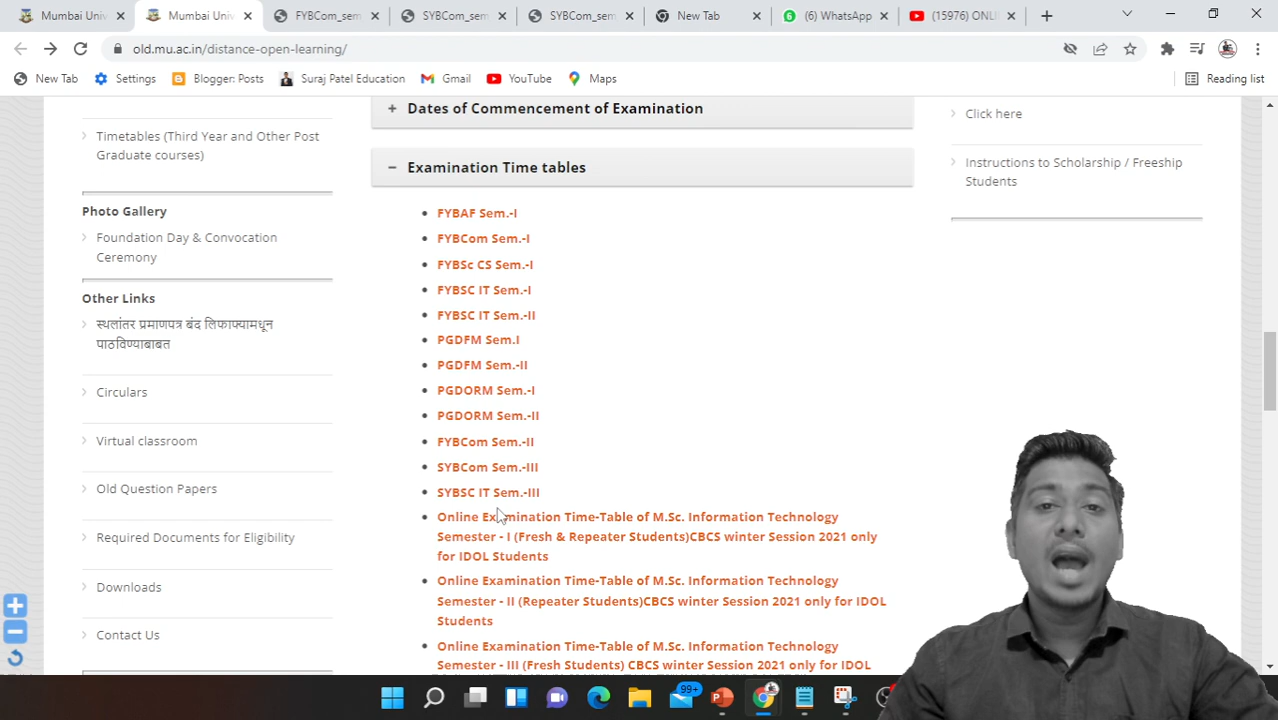 Mumbai Univ
Mumbai Univ
FYBCom_sem
SYBCom_sem
SYBCom_sem
New Tab
(6) WhatsApp
(15976) ONLI
old.mu.ac.in/distance-open-learning/
New Tab
Settings
Blogger: Posts
Suraj Patel Education
Gmail
YouTube
Maps
Reading list
Timetables (Third Year and Other Post
Graduate courses)
Photo Gallery
Foundation Day & Convocation
Ceremony
Other Links
स्थलांतर प्रमाणपत्र बंद लिफाफ्यामधून
पाठविण्याबाबत
Circulars
Virtual classroom
Old Question Papers
Required Documents for Eligibility
Downloads
Contact Us
+ Dates of Commencement of Examination
− Examination Time tables
FYBAF Sem.-I
FYBCom Sem.-I
FYBSc CS Sem.-I
FYBSC IT Sem.-I
FYBSC IT Sem.-II
PGDFM Sem.I
PGDFM Sem.-II
PGDORM Sem.-I
PGDORM Sem.-II
FYBCom Sem.-II
SYBCom Sem.-III
SYBSC IT Sem.-III
Online Examination Time-Table of M.Sc. Information Technology
Semester - I (Fresh & Repeater Students)CBCS winter Session 2021 only
for IDOL Students
Online Examination Time-Table of M.Sc. Information Technology
Semester - II (Repeater Students)CBCS winter Session 2021 only for IDOL
Students
Online Examination Time-Table of M.Sc. Information Technology
Semester - III (Fresh Students) CBCS winter Session 2021 only for IDOL
Click here
Instructions to Scholarship / Freeship
Students
99+